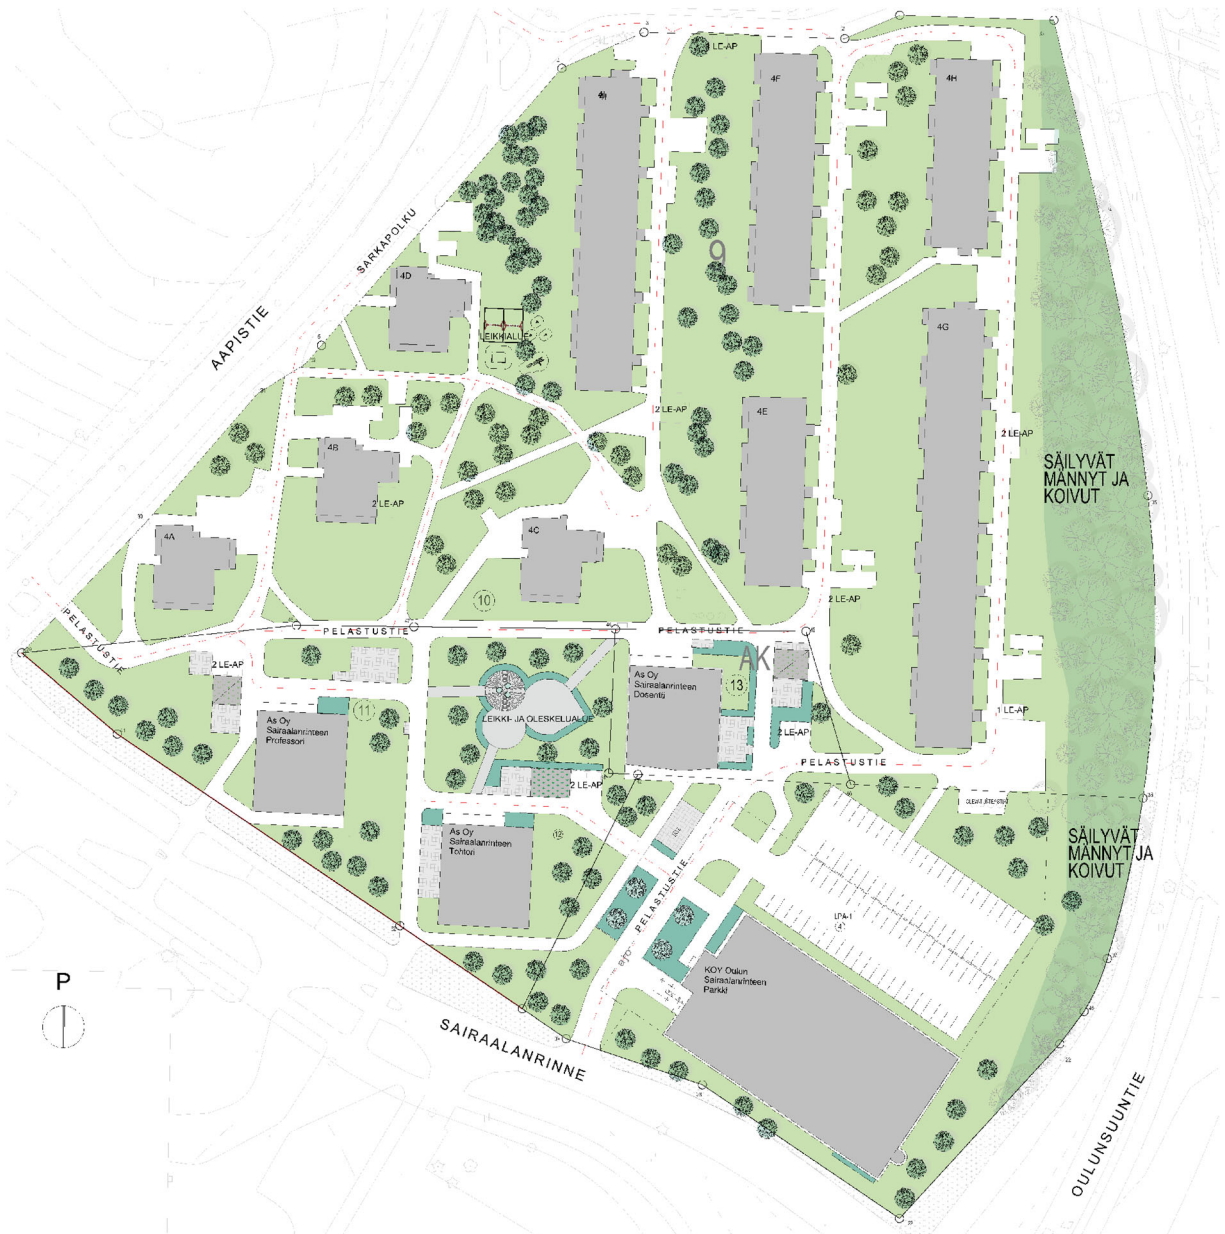 4 LE-AP
4F
4H
SARKAPOLKU
AAPISTIE
4D
9
LEIKKIALUE
4G
2 LE-AP
4E
2 LE-AP
4B
2 LE-AP
SÄILYVÄT
MÄNNYT JA
KOIVUT
4A
4C
10
2 LE-AP
PELASTUSTIE
PELASTUSTIE
PELASTUSTIE
2 LE-AP
AK
13
As Oy
Sairaalanrinteen
Dosentti
11
As Oy
Sairaalanrinteen
Professori
LEIKKI- JA OLESKELUALUE
1 LE-AP
2 LE-AP
PELASTUSTIE
2 LE-AP
OLEVAT JÄTEPISTEET
As Oy
Sairaalanrinteen
Tohtori
12
SÄILYVÄT
MÄNNYT JA
KOIVUT
PELASTUSTIE
LPA-1
KOY Oulun
Sairaalanrinteen
Parkki
P
SAIRAALANRINNE
OULUNSUUNTIE